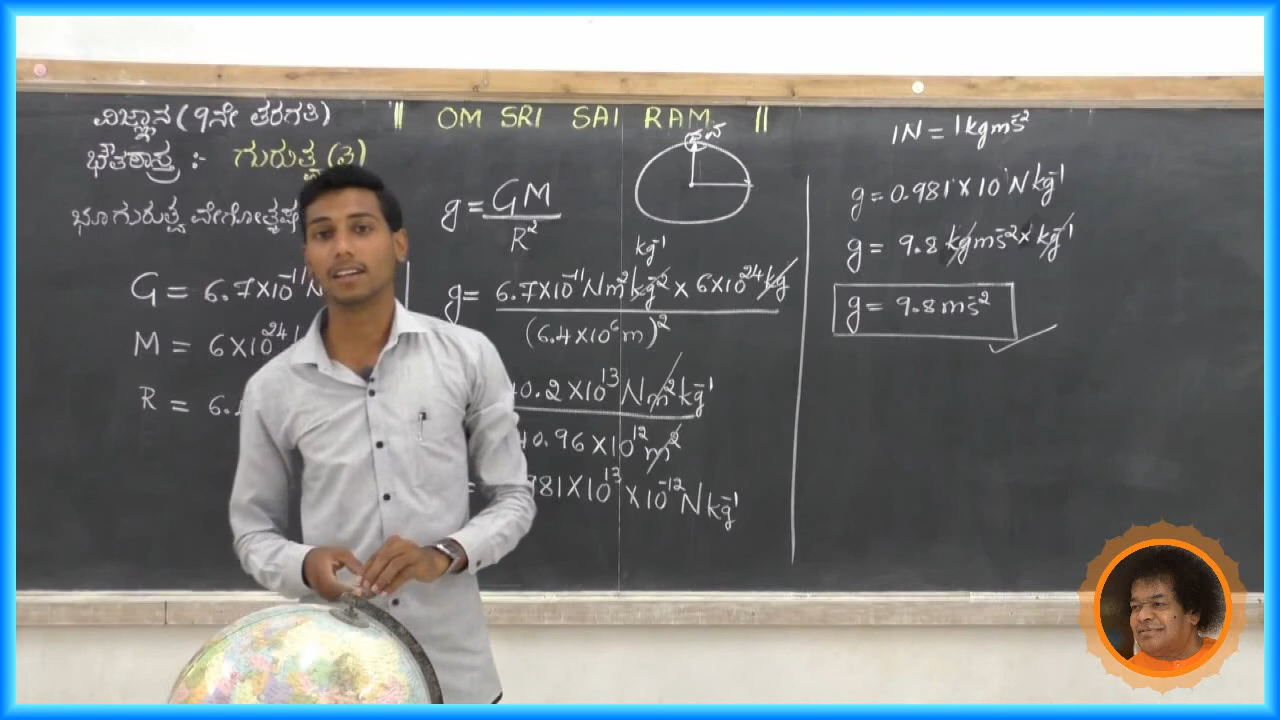 ವಿಜ್ಞಾನ (9ನೇ ತರಗತಿ)
|| OM SRI SAI RAM ||
ಭೌತಶಾಸ್ತ್ರ :- ಗುರುತ್ವ (3)
ಭೂಗುರುತ್ವ
G = 6.7×10⁻¹¹ N
M = 6×10²⁴
R = 6.
g = GM
R²
kg⁻¹
g = 6.7×10⁻¹¹ Nm² kg⁻² × 6×10²⁴ kg
(6.4×10⁶ m)²
40.2×10¹³ Nm² kg⁻¹
40.96×10¹² m²
= 981×10¹³ ×10⁻¹² N kg⁻¹
1N = 1kgms⁻²
g = 0.981×10¹ N kg⁻¹
g = 9.8 kgms⁻² × kg⁻¹
g = 9.8 ms⁻²